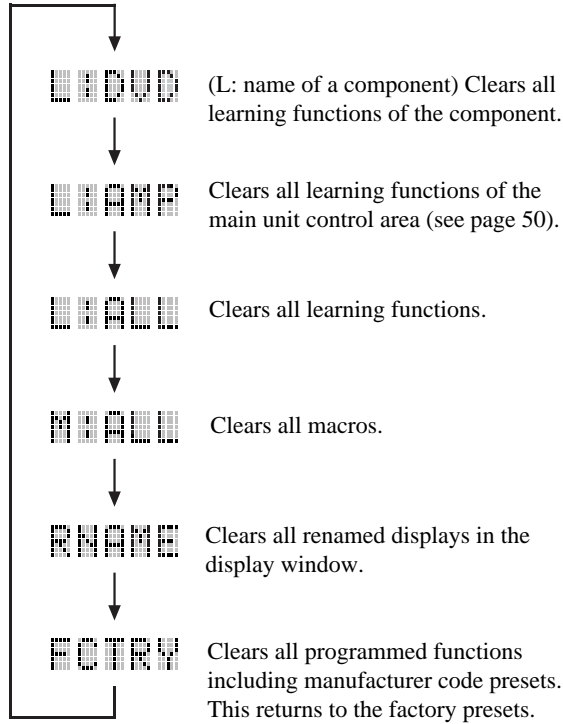 L:DVD
(L: name of a component) Clears all
learning functions of the component.
L:AMP
Clears all learning functions of the
main unit control area (see page 50).
L:ALL
Clears all learning functions.
M:ALL
Clears all macros.
RNAME
Clears all renamed displays in the
display window.
FCTRY
Clears all programmed functions
including manufacturer code presets.
This returns to the factory presets.